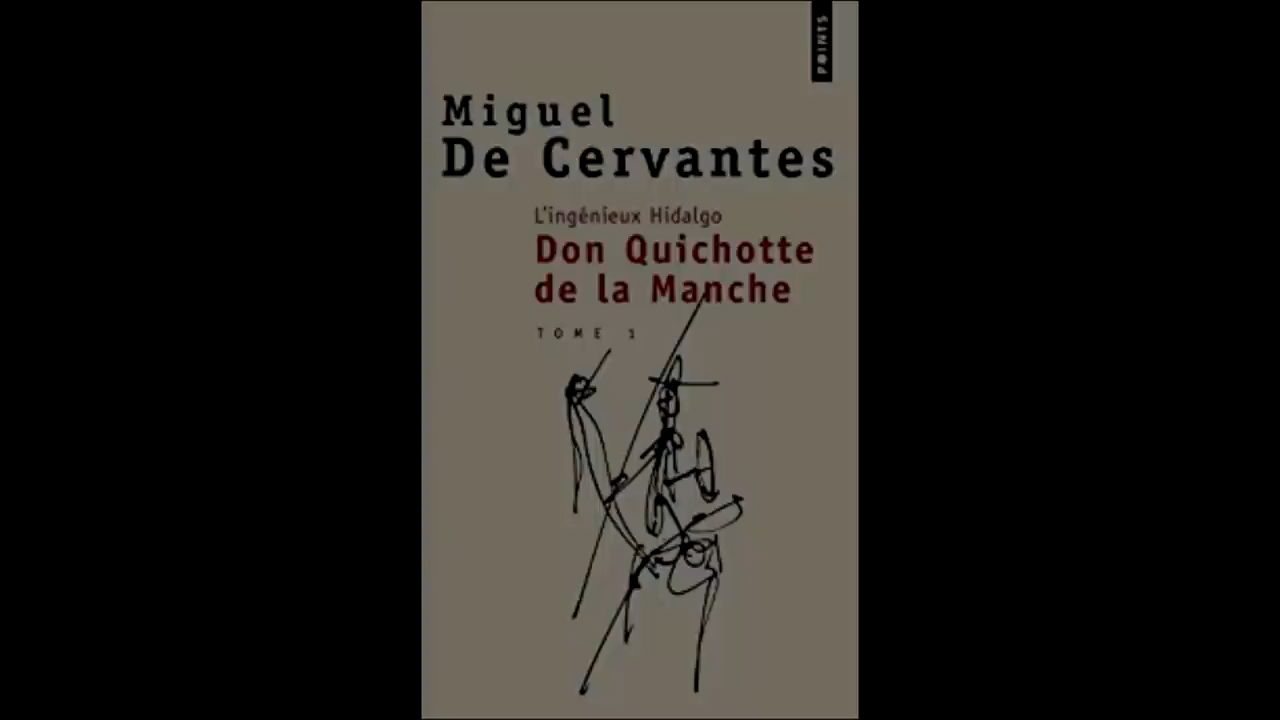 POINTS
Miguel
De Cervantes
L'ingénieux Hidalgo
Don Quichotte
de la Manche
TOME 1